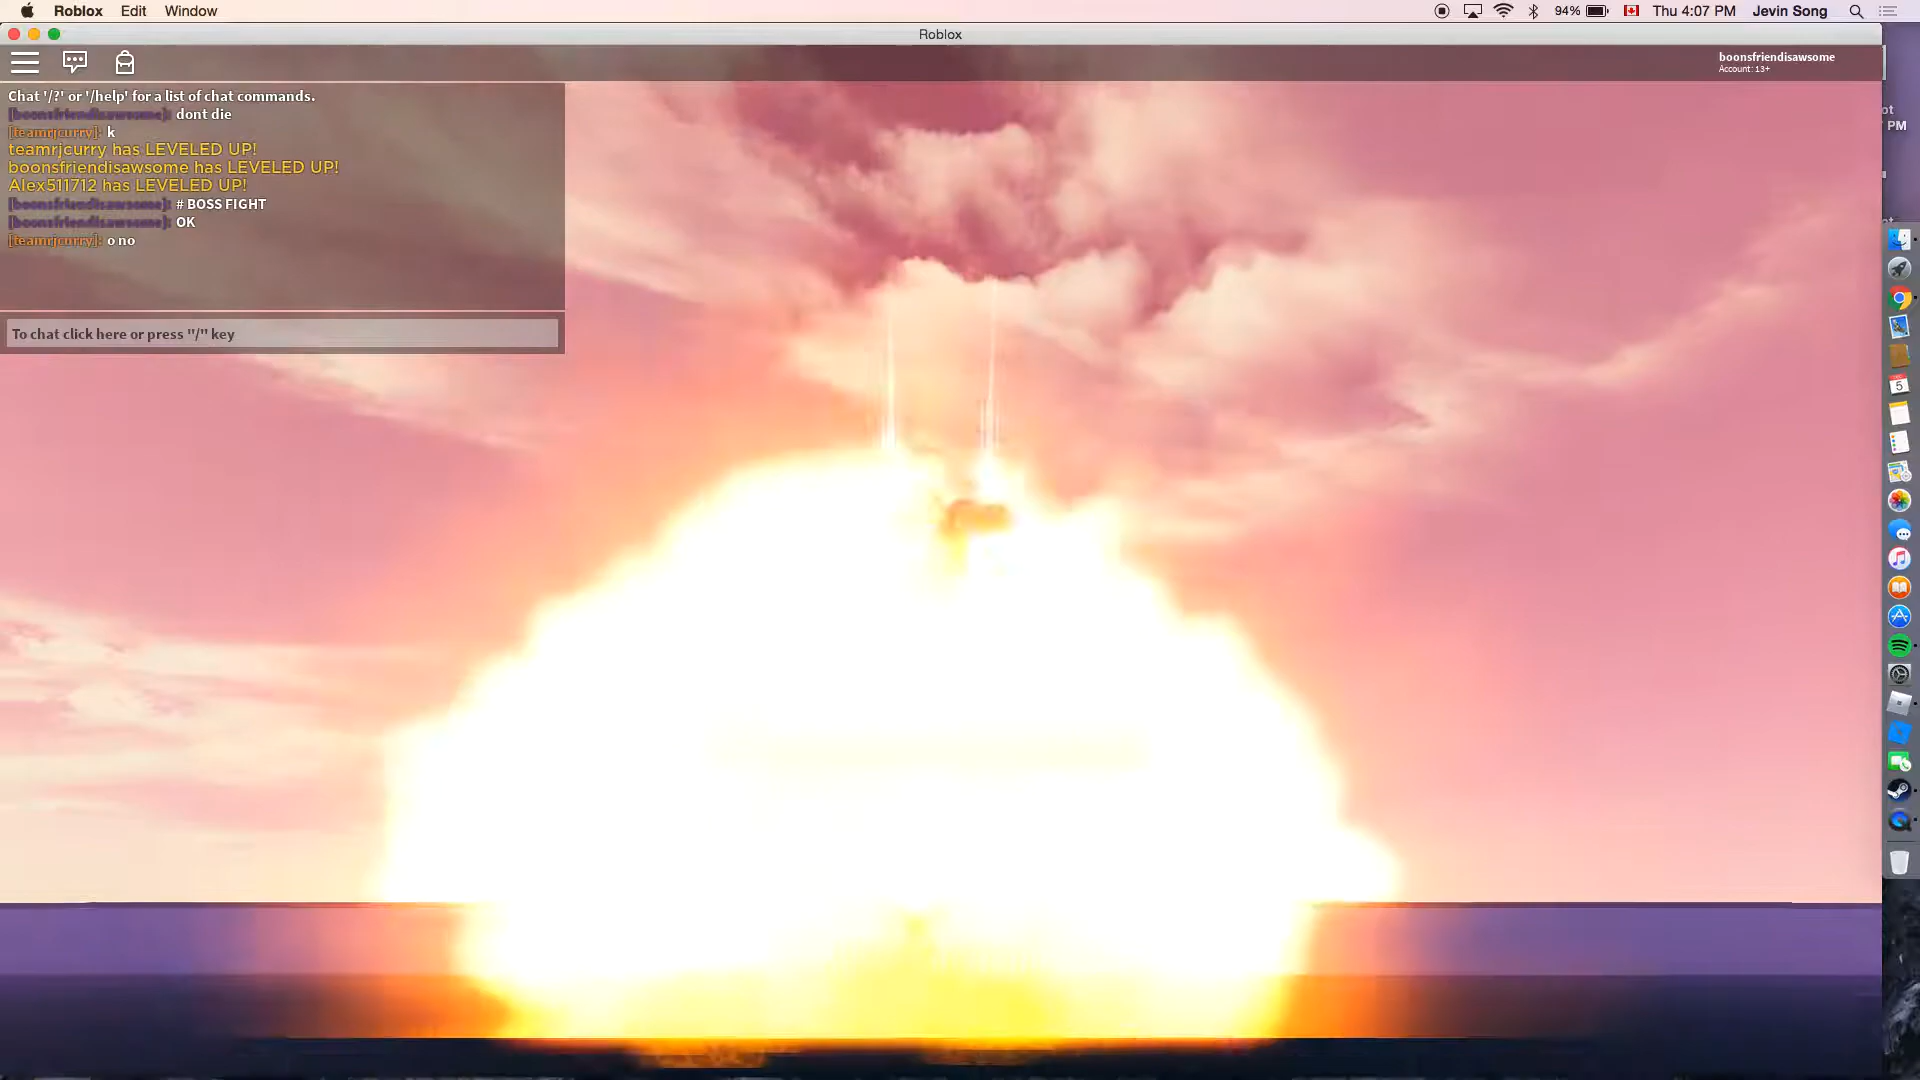 Roblox Edit Window 94% Thu 4:07 PM Jevin Song
Roblox
boonsfriendisawsome
Account: 13+
Chat '/?' or '/help' for a list of chat commands.
[boonsfriendisawsome]: dont die
[teamrjcurry]: k
teamrjcurry has LEVELED UP!
boonsfriendisawsome has LEVELED UP!
Alex511712 has LEVELED UP!
[boonsfriendisawsome]: # BOSS FIGHT
[boonsfriendisawsome]: OK
[teamrjcurry]: o no
To chat click here or press "/" key
ot
PM
5